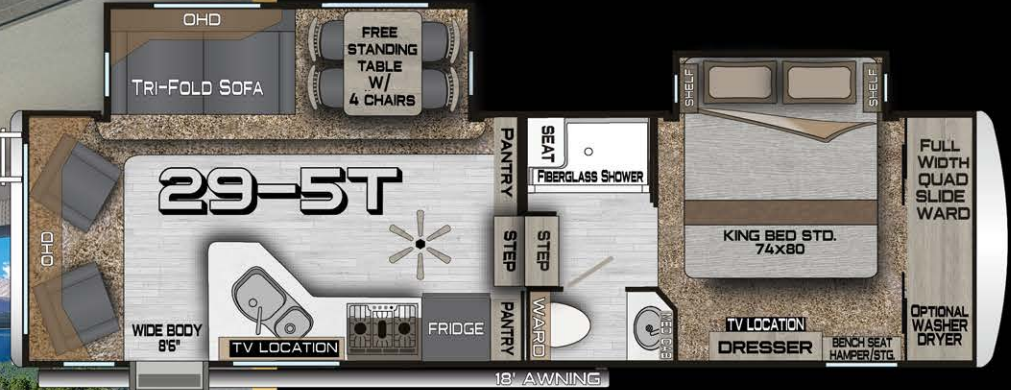 OHD
TRI-FOLD SOFA
FREE
STANDING
TABLE
W/
4 CHAIRS
OHD
29-5T
PANTRY
SEAT
FIBERGLASS SHOWER
STEP
STEP
SHELF
SHELF
KING BED STD.
74X80
FULL
WIDTH
QUAD
SLIDE
WARD
WIDE BODY
8'6"
TV LOCATION
FRIDGE
PANTRY
WARD
MED CAB
TV LOCATION
DRESSER
BENCH SEAT
HAMPER/STG.
OPTIONAL
WASHER
DRYER
18' AWNING